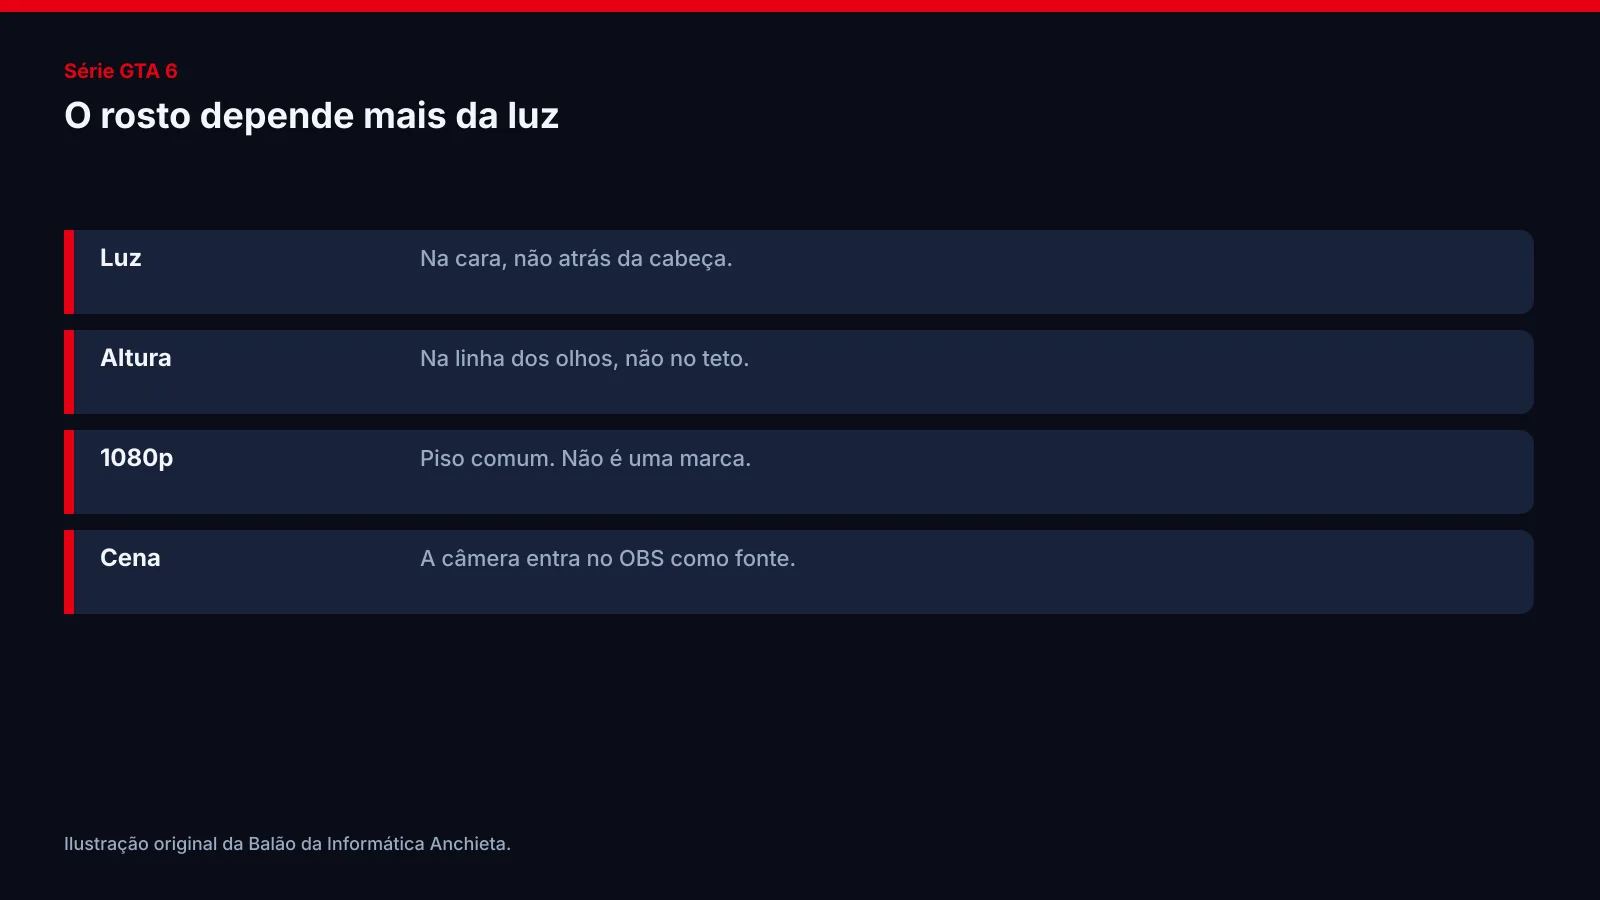 Série GTA 6
O rosto depende mais da luz
Luz
Na cara, não atrás da cabeça.
Altura
Na linha dos olhos, não no teto.
1080p
Piso comum. Não é uma marca.
Cena
A câmera entra no OBS como fonte.
Ilustração original da Balão da Informática Anchieta.